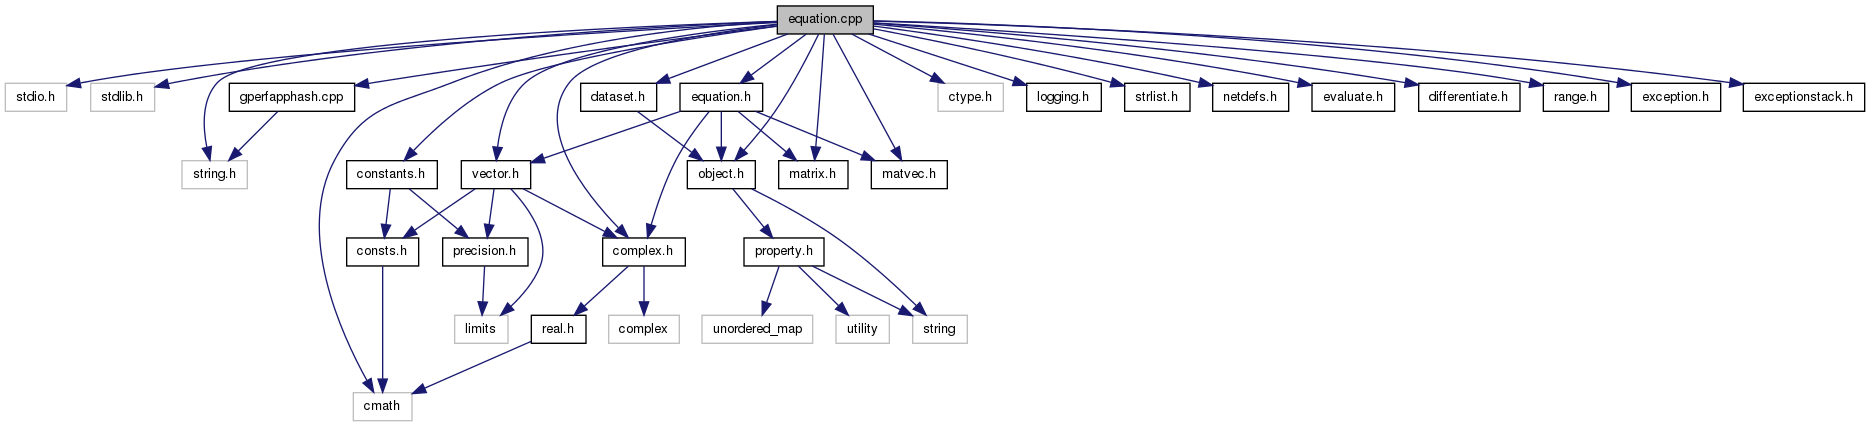 equation.cpp
stdio.h
stdlib.h
gperfapphash.cpp
dataset.h
equation.h
ctype.h
logging.h
strlist.h
netdefs.h
evaluate.h
differentiate.h
range.h
exception.h
exceptionstack.h
string.h
constants.h
vector.h
object.h
matrix.h
matvec.h
consts.h
precision.h
complex.h
property.h
limits
real.h
complex
unordered_map
utility
string
cmath